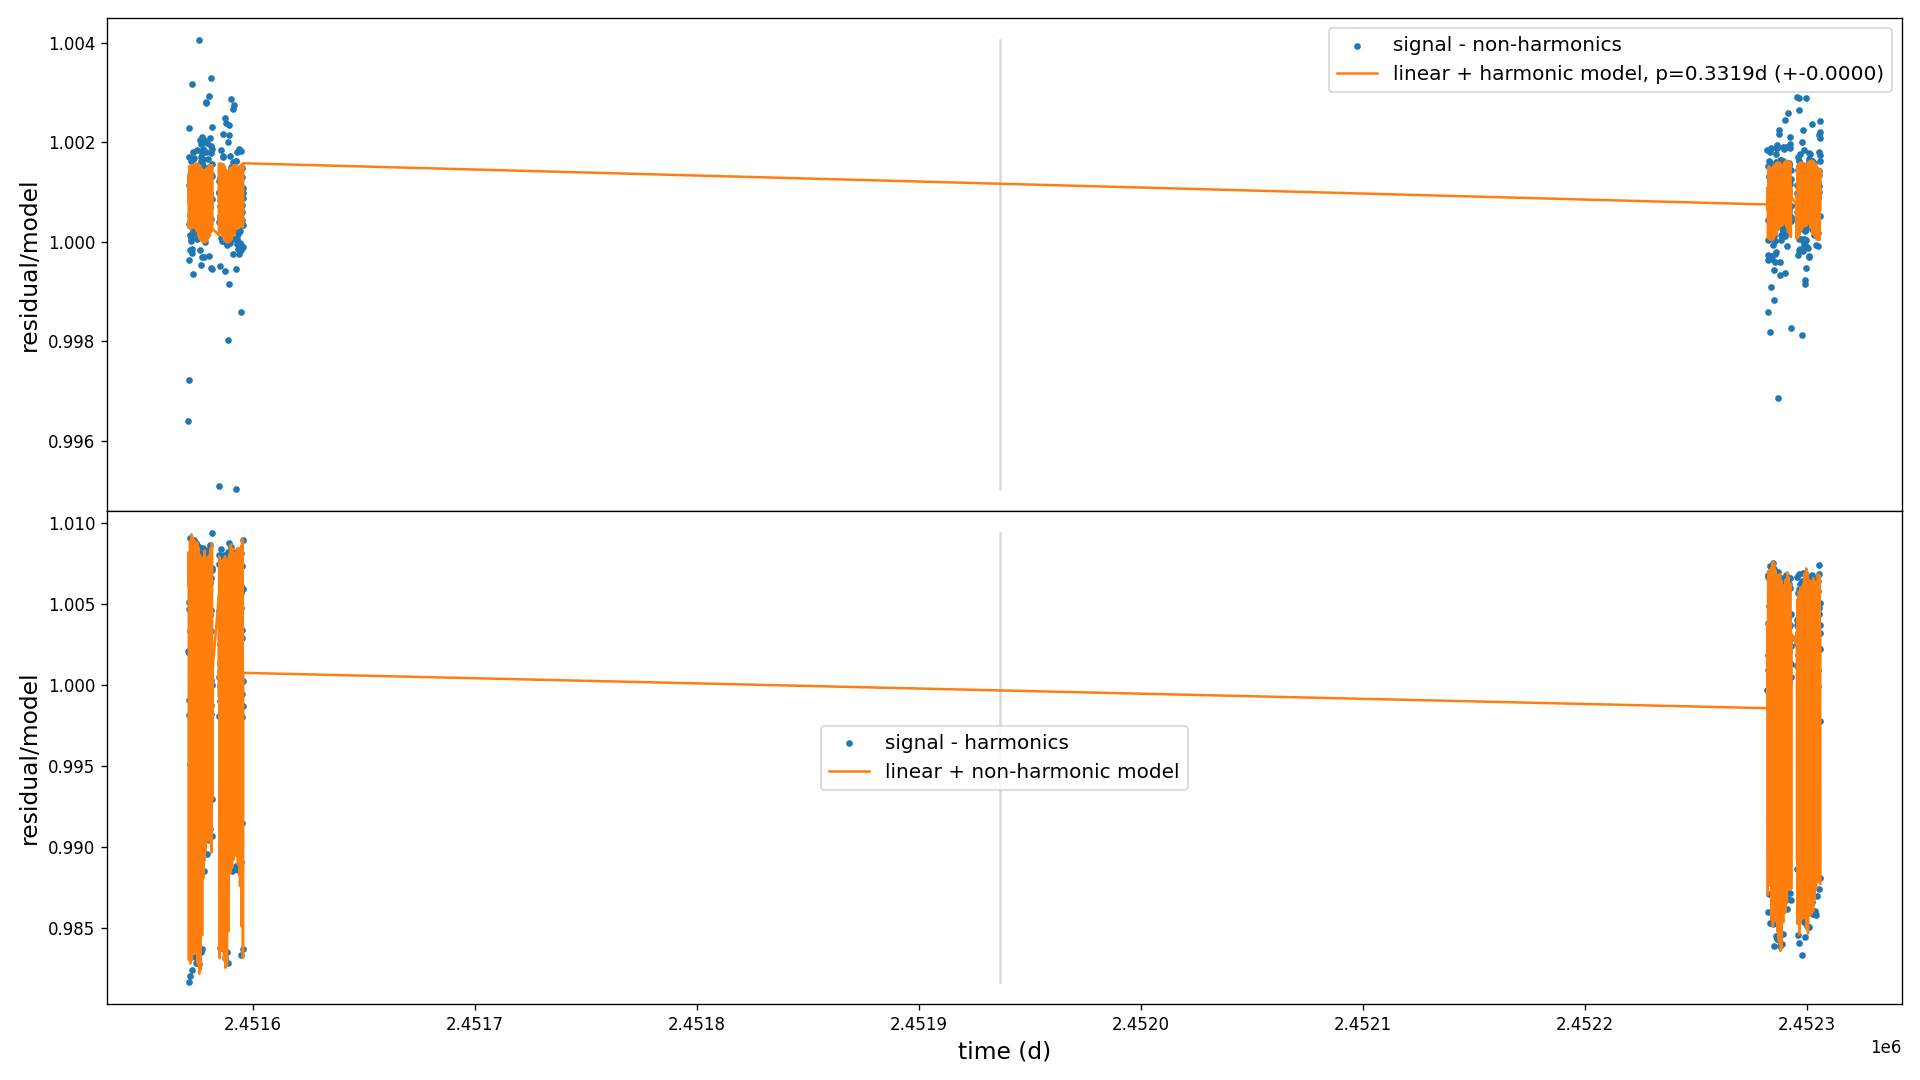 1.004
1.002
1.000
0.998
0.996
residual/model
signal - non-harmonics
linear + harmonic model, p=0.3319d (+-0.0000)
1.010
1.005
1.000
0.995
0.990
0.985
residual/model
signal - harmonics
linear + non-harmonic model
2.4516 2.4517 2.4518 2.4519 2.4520 2.4521 2.4522 2.4523
1e6
time (d)